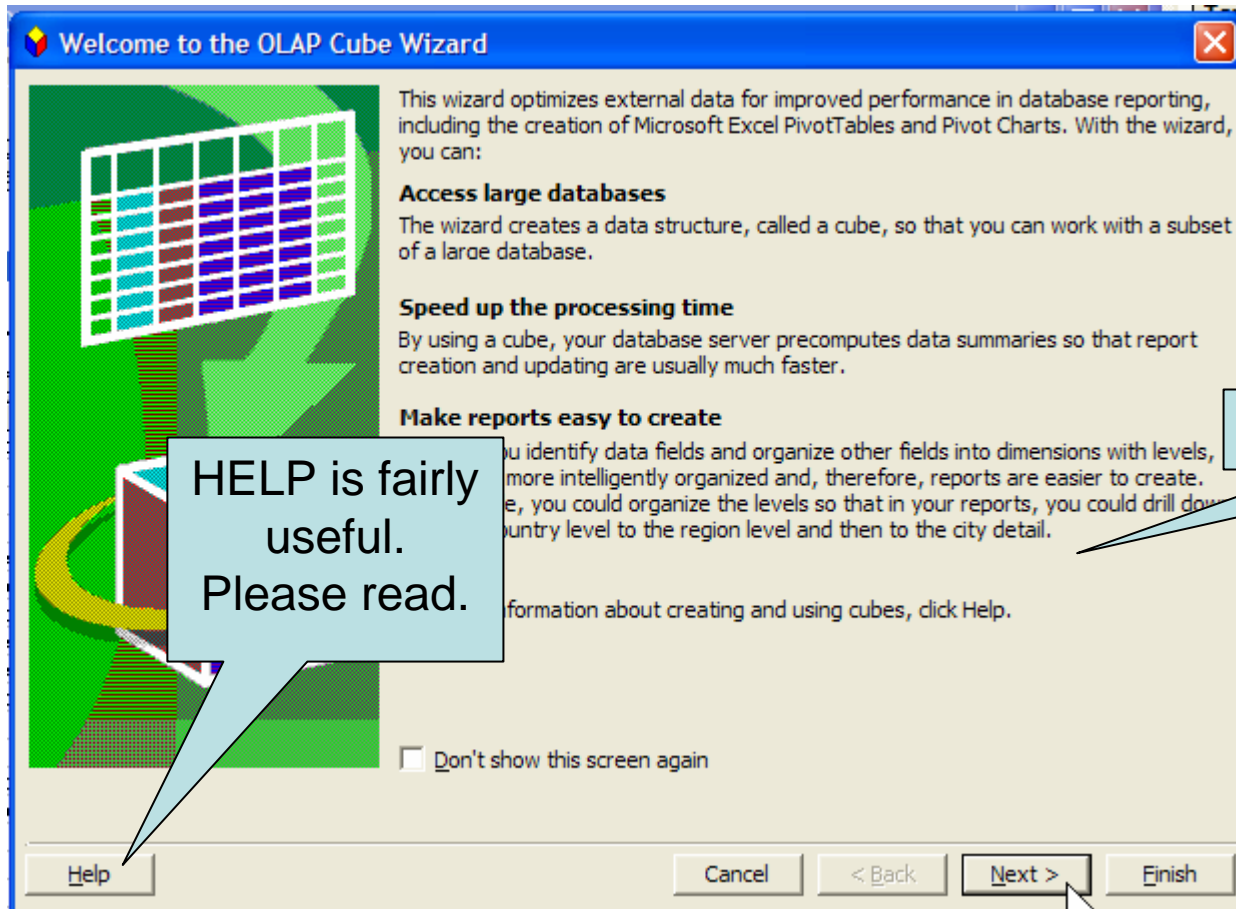 Welcome to the OLAP Cube Wizard
This wizard optimizes external data for improved performance in database reporting,
including the creation of Microsoft Excel PivotTables and Pivot Charts. With the wizard,
you can:
Access large databases
The wizard creates a data structure, called a cube, so that you can work with a subset
of a large database.
Speed up the processing time
By using a cube, your database server precomputes data summaries so that report
creation and updating are usually much faster.
Make reports easy to create
identify data fields and organize other fields into dimensions with levels,
more intelligently organized and, therefore, reports are easier to create.
you could organize the levels so that in your reports, you could drill
level to the region level and then to the city detail.
about creating and using cubes, click Help.
HELP is fairly
useful.
Please read.
Don't show this screen again
Help
Cancel
< Back
Next >
Finish